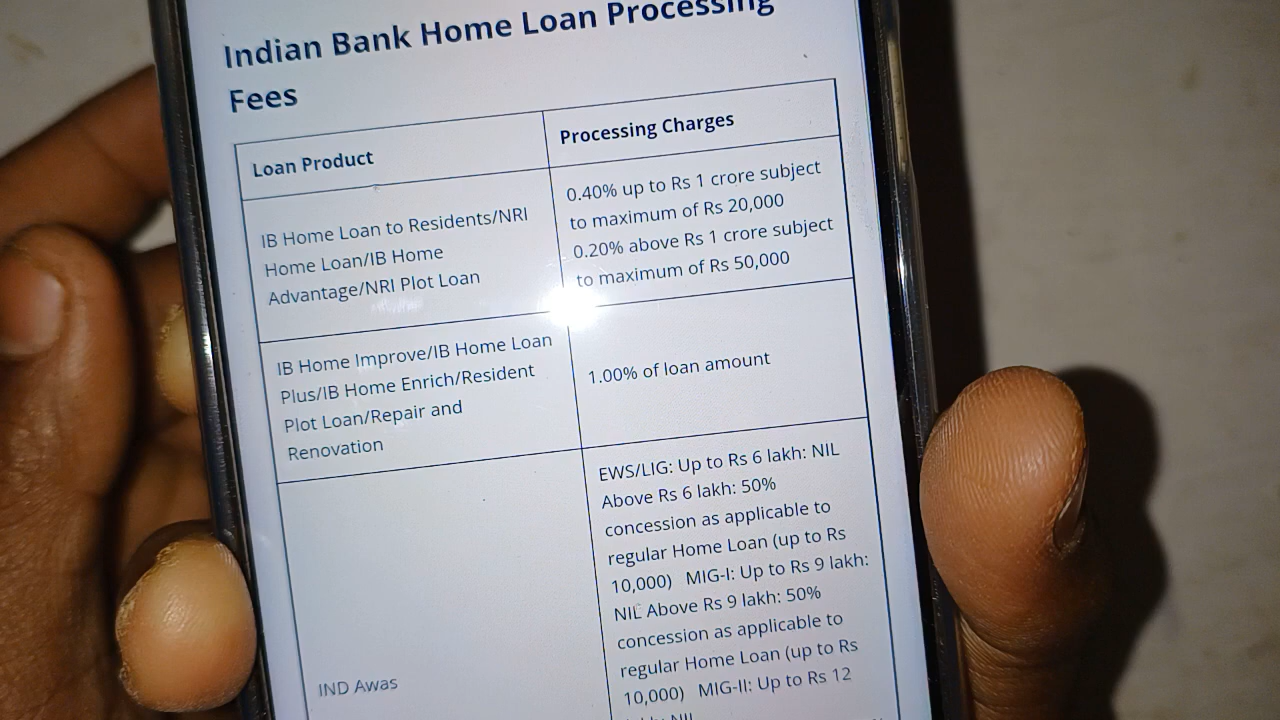 Indian Bank Home Loan Processing
Fees
Loan Product
Processing Charges
IB Home Loan to Residents/NRI
Home Loan/IB Home
Advantage/NRI Plot Loan
0.40% up to Rs 1 crore subject
to maximum of Rs 20,000
0.20% above Rs 1 crore subject
to maximum of Rs 50,000
IB Home Improve/IB Home Loan
Plus/IB Home Enrich/Resident
Plot Loan/Repair and
Renovation
1.00% of loan amount
IND Awas
EWS/LIG: Up to Rs 6 lakh: NIL
Above Rs 6 lakh: 50%
concession as applicable to
regular Home Loan (up to Rs
10,000) MIG-I: Up to Rs 9 lakh:
NIL Above Rs 9 lakh: 50%
concession as applicable to
regular Home Loan (up to Rs
10,000) MIG-II: Up to Rs 12